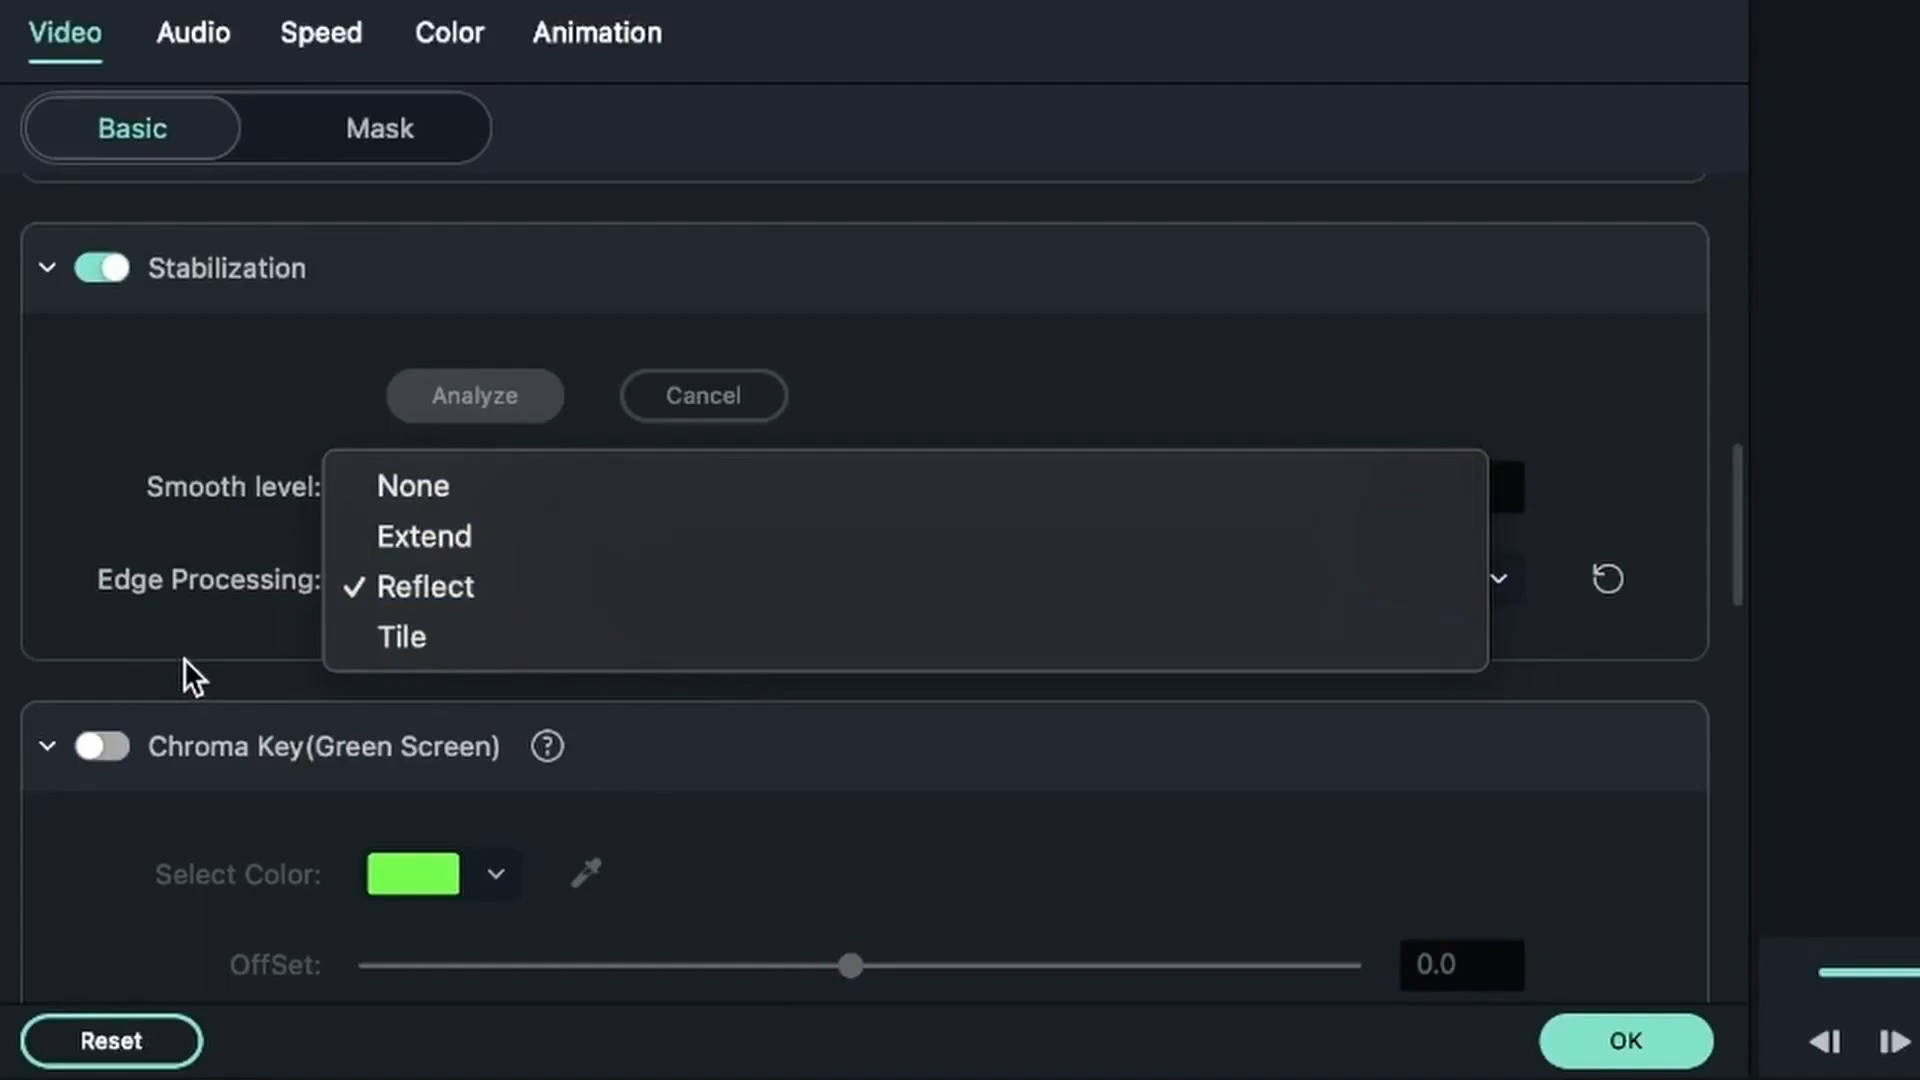 Video Audio Speed Color Animation
Basic Mask
Stabilization
Analyze Cancel
Smooth level:
None
Extend
Edge Processing:
Reflect
Tile
Chroma Key(Green Screen) ?
Select Color:
OffSet: 0.0
Reset OK